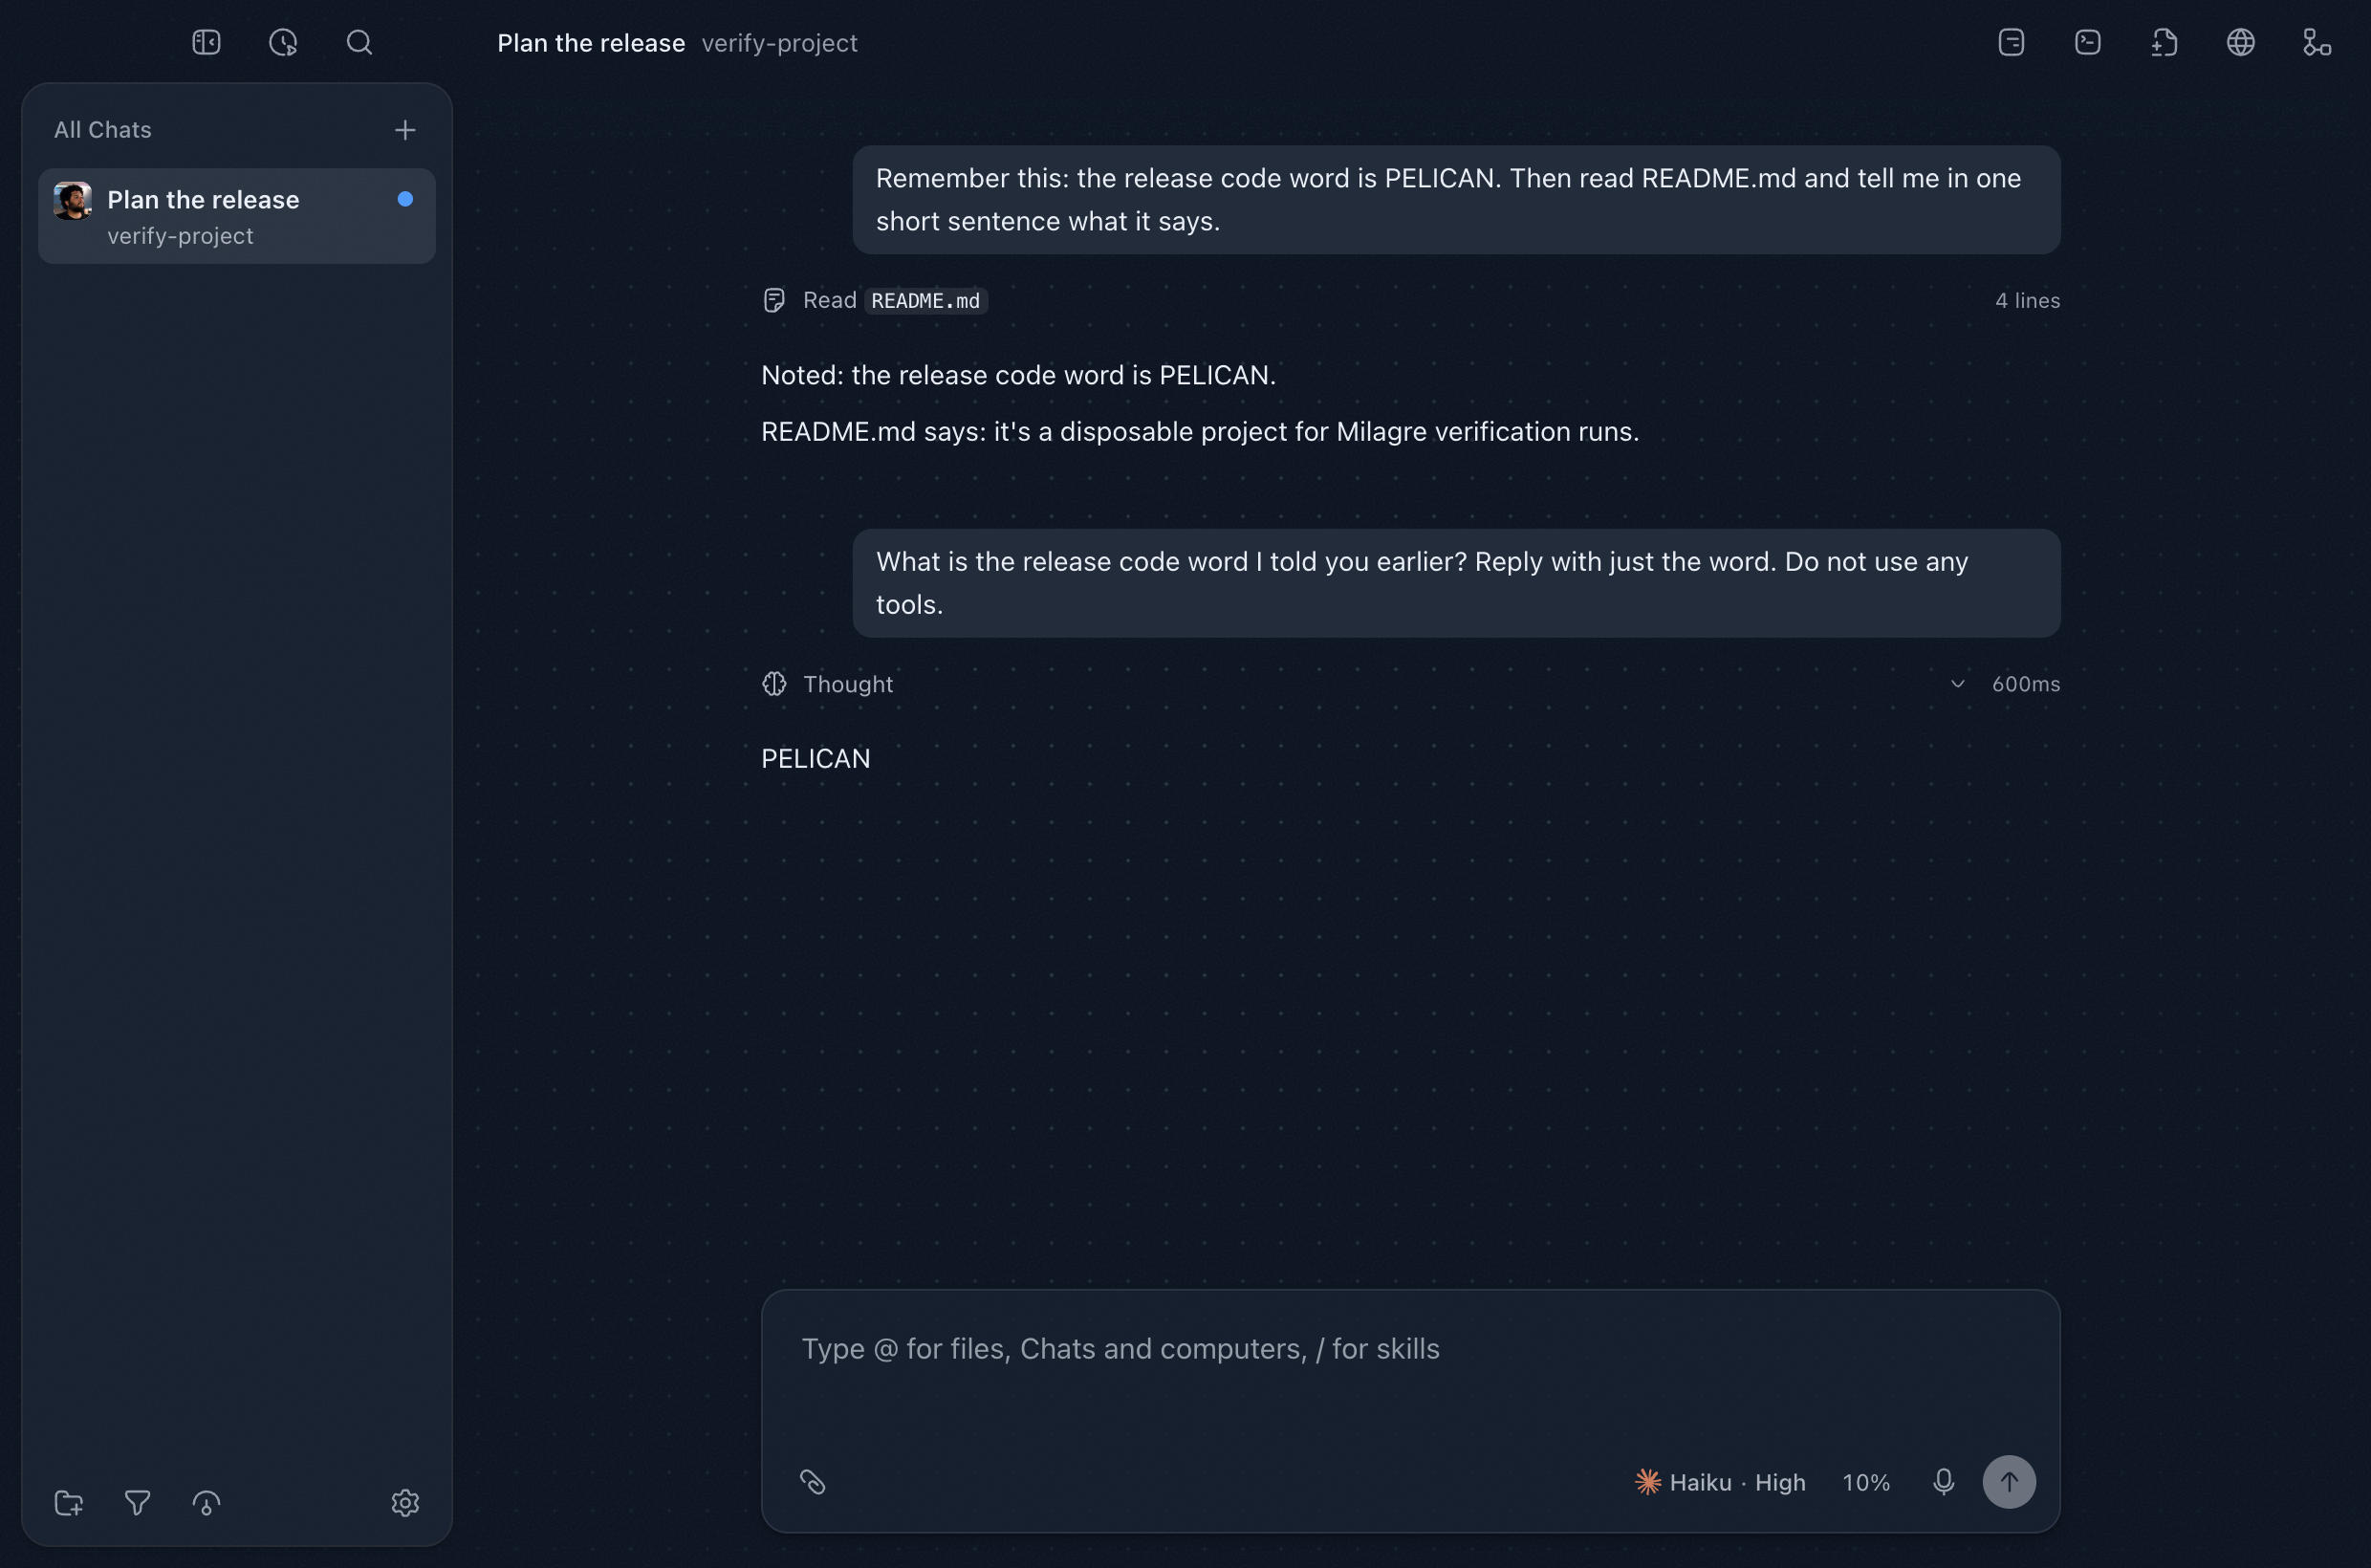 Plan the release verify-project
All Chats
Plan the release
verify-project
Remember this: the release code word is PELICAN. Then read README.md and tell me in one
short sentence what it says.
Read README.md 4 lines
Noted: the release code word is PELICAN.
README.md says: it's a disposable project for Milagre verification runs.
What is the release code word I told you earlier? Reply with just the word. Do not use any
tools.
Thought 600ms
PELICAN
Type @ for files, Chats and computers, / for skills
Haiku · High 10%